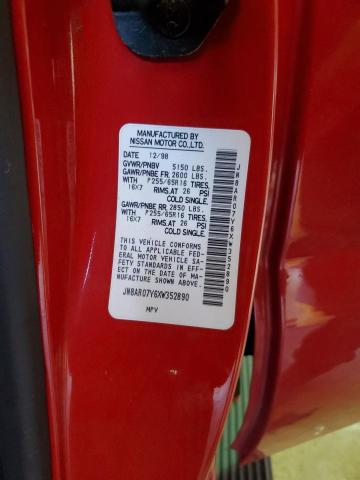 MANUFACTURED BY
NISSAN MOTOR CO.,LTD.
DATE 12/98
GVWR/PNBV 5150 LBS.
GAWR/PNBE FR, 2600 LBS.
WITH P255/65R16 TIRES,
16X7 RIMS, AT 26 PSI
COLD SINGLE.
GAWR/PNBE RR 2850 LBS.
WITH P255/65R16 TIRES,
16X7 RIMS, AT 26 PSI
COLD SINGLE.
THIS VEHICLE CONFORMS
TO ALL APPLICABLE FED-
ERAL MOTOR VEHICLE SA-
FETY STANDARDS IN EFF-
ECT ON THE DATE OF MA-
NUFACTURE SHOWN ABOVE.
JN8AR07Y6XW352890
MPV
JN8AR07Y6XW352890